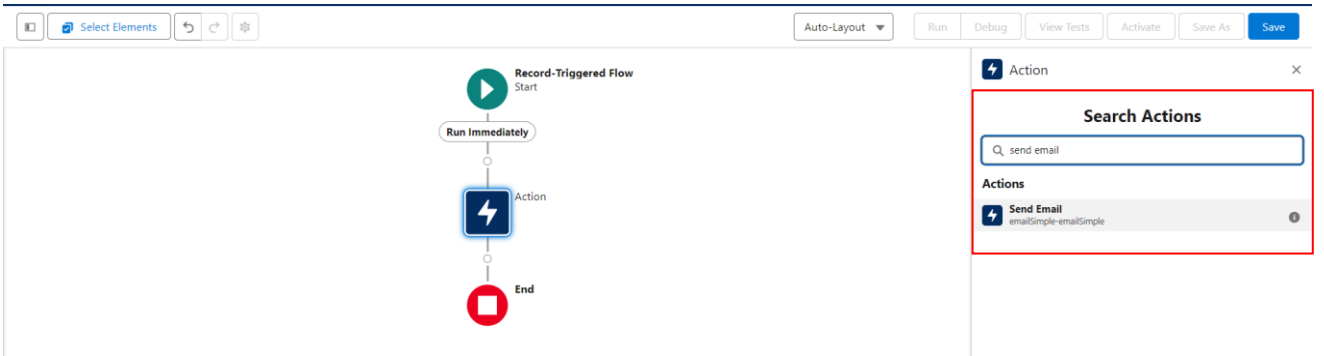 Select Elements
Auto-Layout
Run
Debug
View Tests
Activate
Save As
Save
Record-Triggered Flow
Start
Run Immediately
Action
End
Action
Search Actions
send email
Actions
Send Email
emailSimple-emailSimple